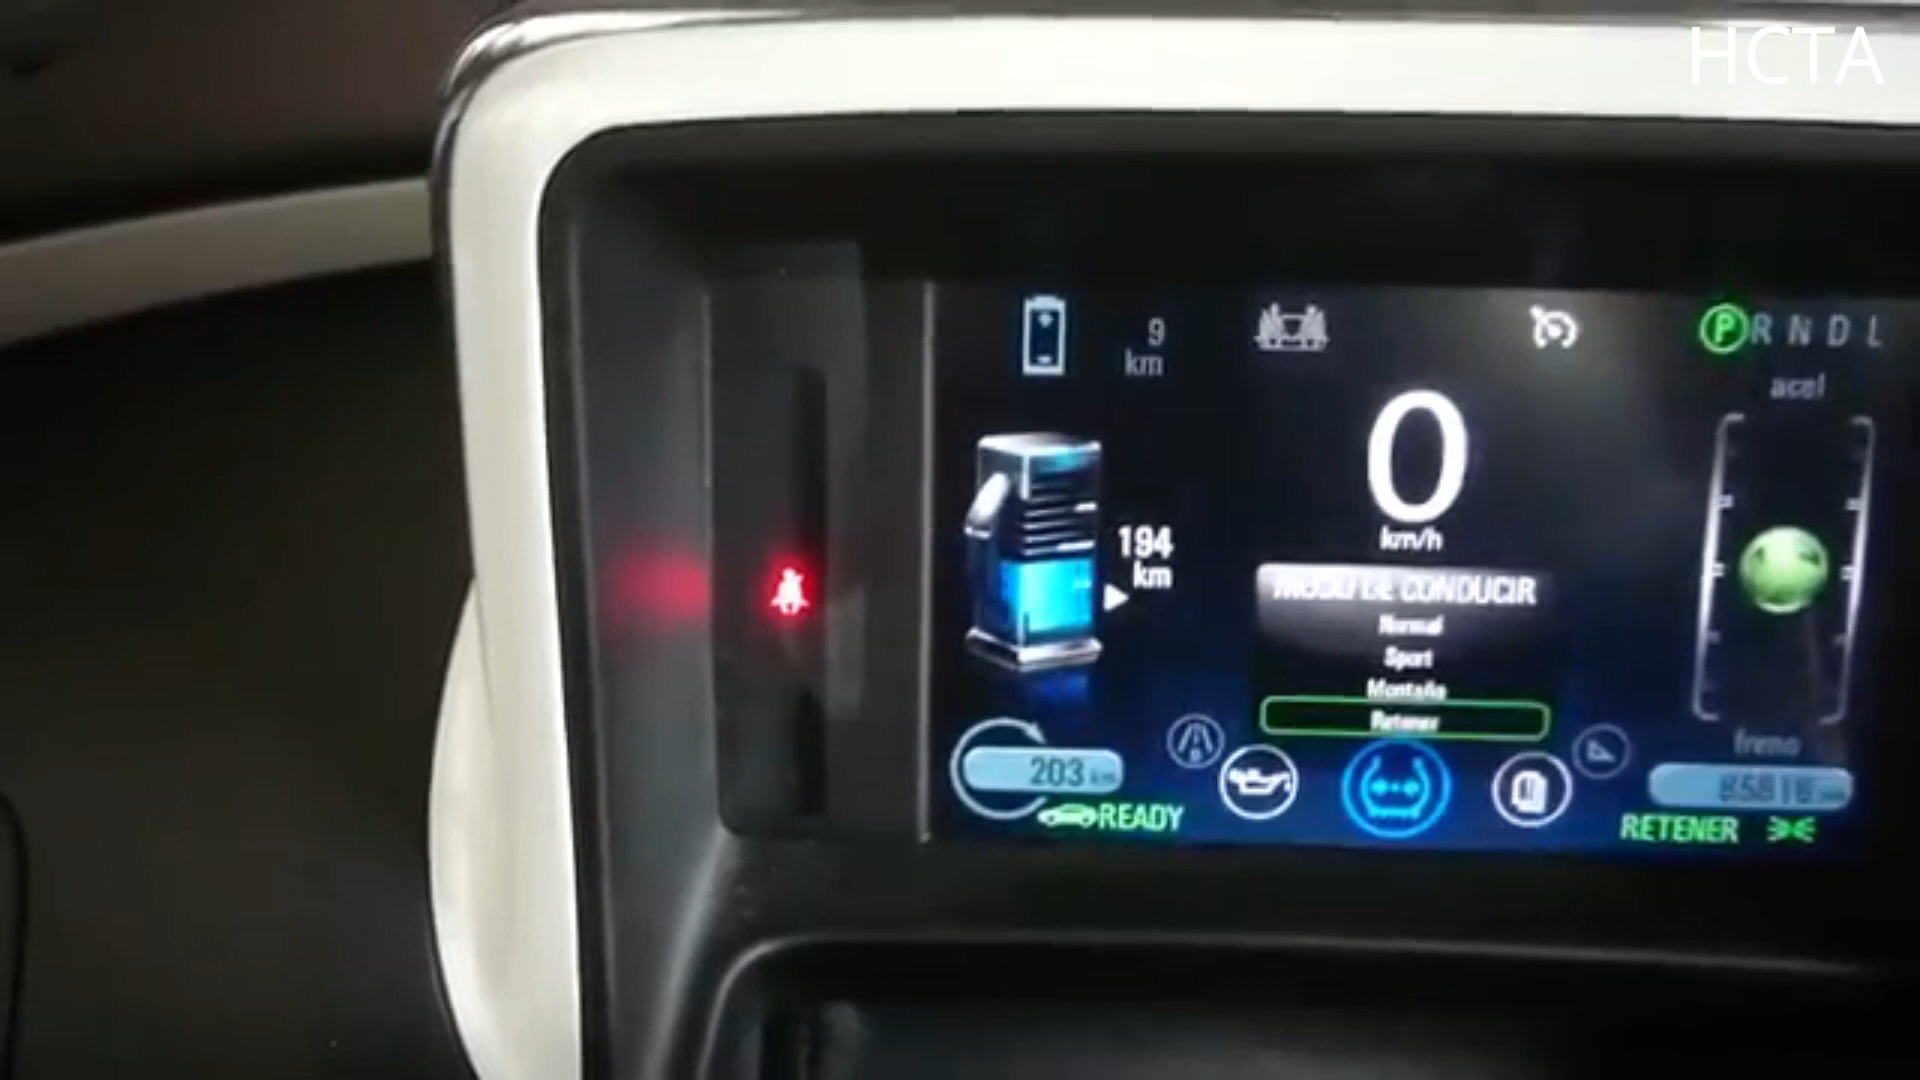 HCTA
9
km
P R N D L
acel
0
km/h
194
km
MODO DE CONDUCIR
Normal
Sport
Montaña
Retener
freno
203 km
READY
RETENER